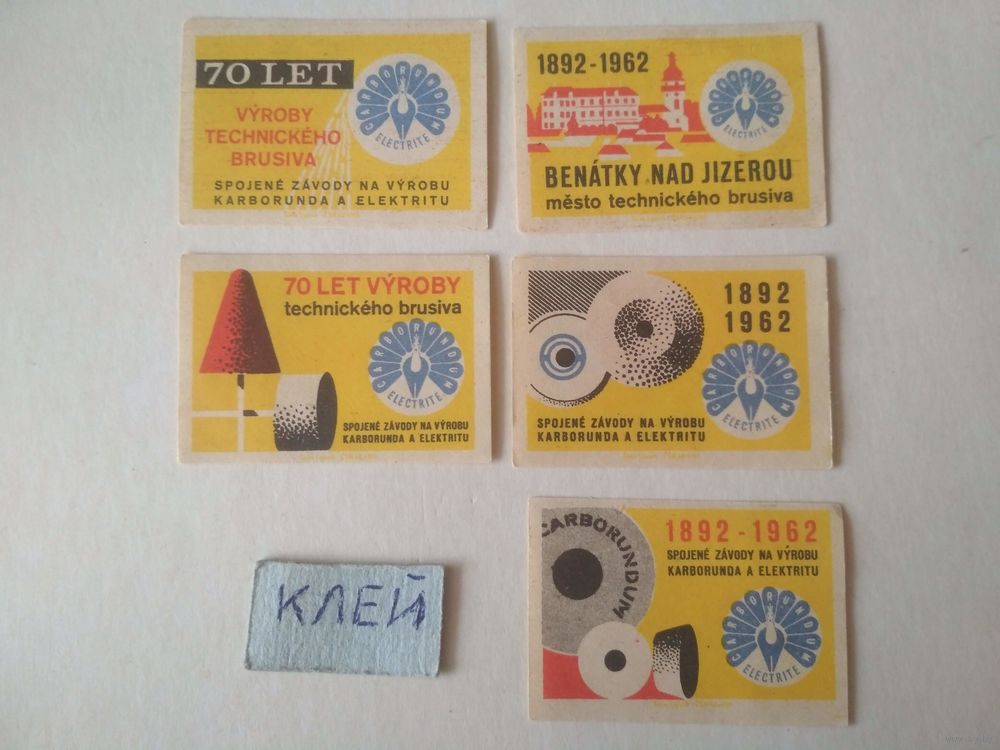 70 LET
VÝROBY
TECHNICKÉHO
BRUSIVA
CARBORUNDUM
ELECTRITE
SPOJENÉ ZÁVODY NA VÝROBU
KARBORUNDA A ELEKTRITU
1892-1962
CARBORUNDUM
ELECTRITE
BENÁTKY NAD JIZEROU
město technického brusiva
70 LET VÝROBY
technického brusiva
CARBORUNDUM
ELECTRITE
SPOJENÉ ZÁVODY NA VÝROBU
KARBORUNDA A ELEKTRITU
1892
1962
CARBORUNDUM
ELECTRITE
SPOJENÉ ZÁVODY NA VÝROBU
KARBORUNDA A ELEKTRITU
CARBORUNDUM
1892-1962
SPOJENÉ ZÁVODY NA VÝROBU
KARBORUNDA A ELEKTRITU
CARBORUNDUM
ELECTRITE
КЛЕЙ